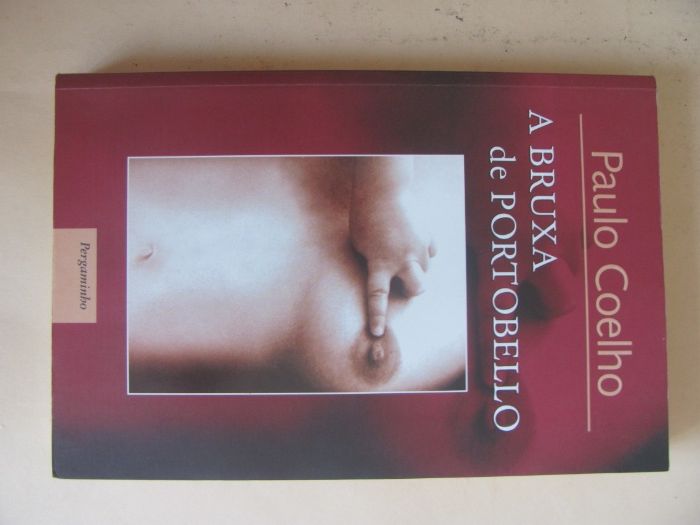 Paulo Coelho
A BRUXA
de PORTOBELLO
Pergaminho